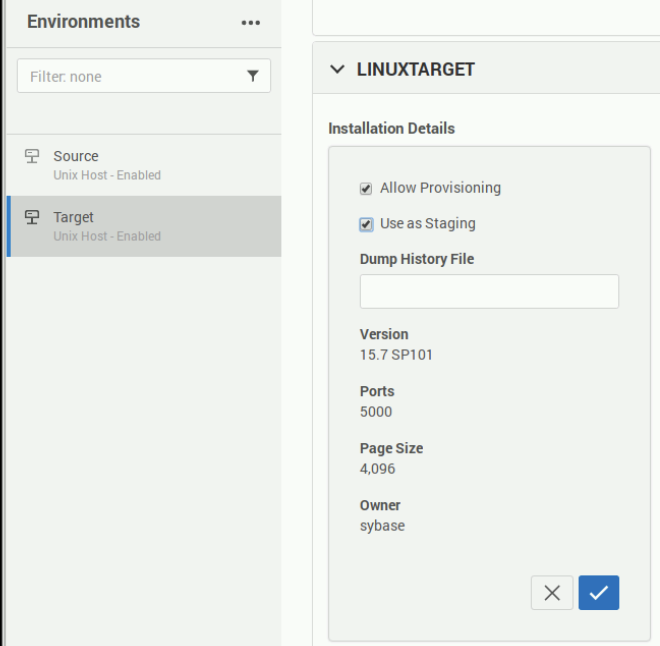 Environments
Filter: none
Source
Unix Host - Enabled
Target
Unix Host - Enabled
LINUXTARGET
Installation Details
Allow Provisioning
Use as Staging
Dump History File
Version
15.7 SP101
Ports
5000
Page Size
4,096
Owner
sybase